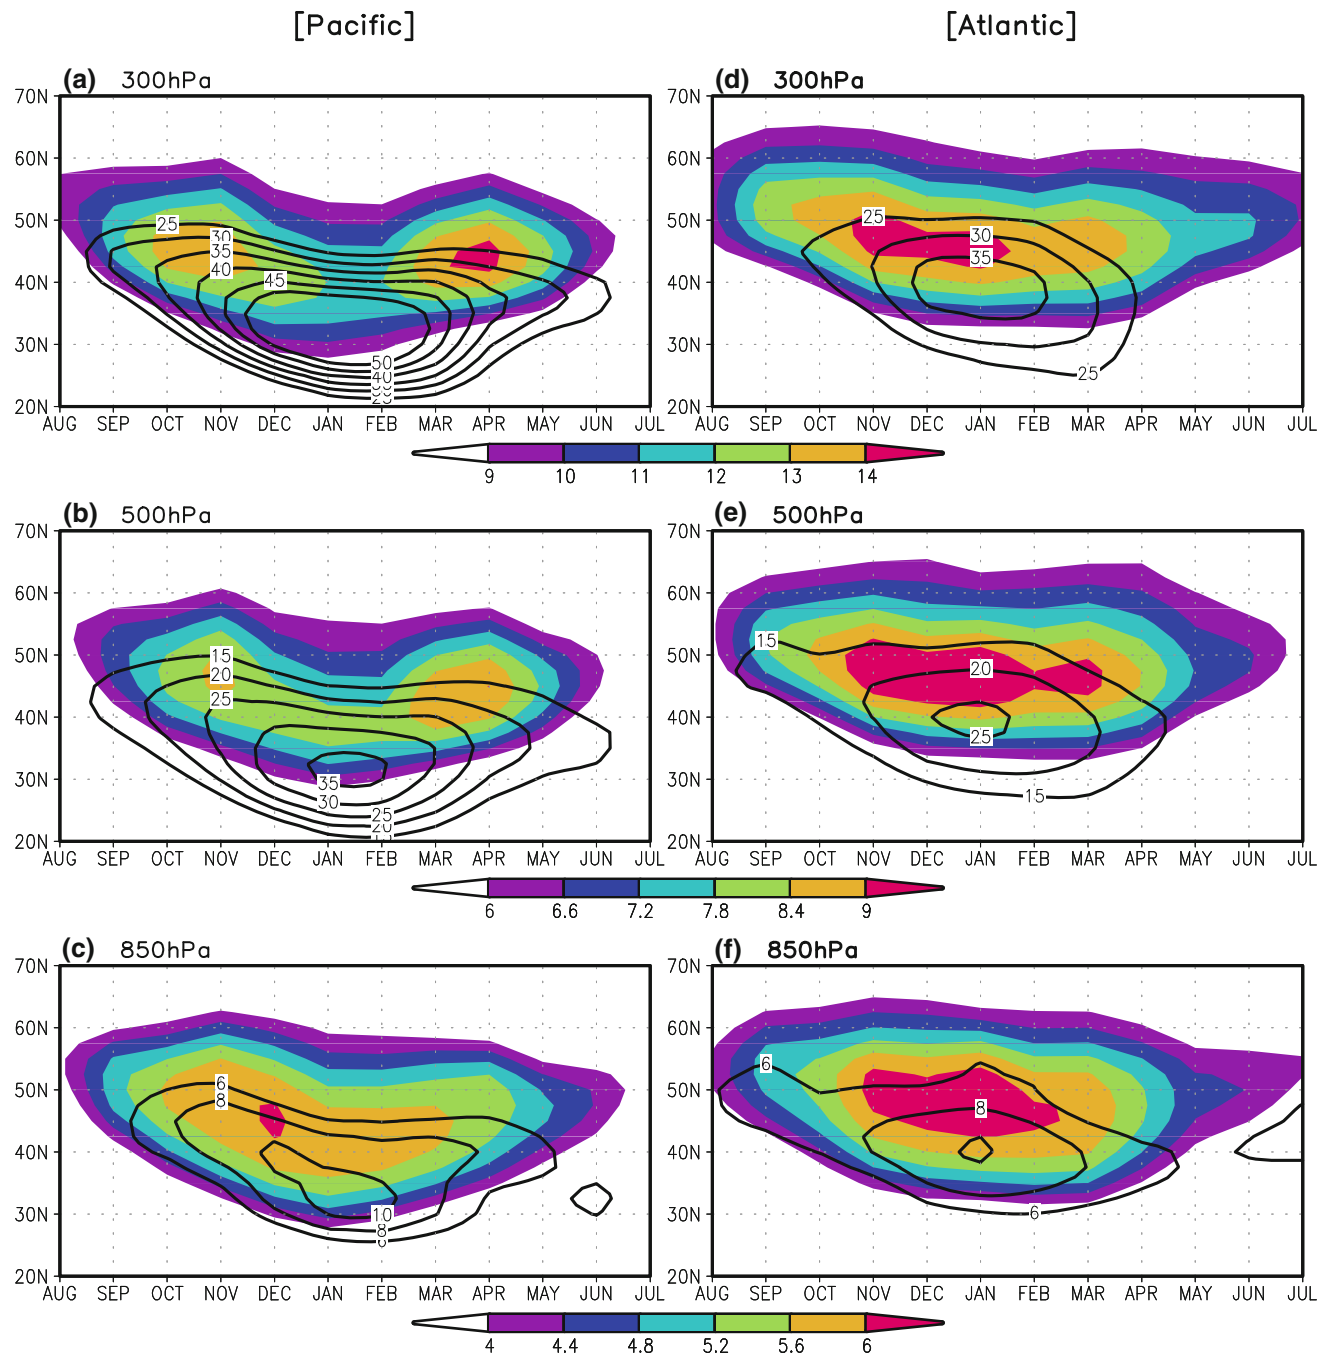 [Pacific]
[Atlantic]
(a) 300hPa
70N
60N
50N
40N
30N
20N
25
30
35
40
45
50
40
AUG SEP OCT NOV DEC JAN FEB MAR APR MAY JUN JUL
(d) 300hPa
70N
60N
50N
40N
30N
20N
25
30
35
25
AUG SEP OCT NOV DEC JAN FEB MAR APR MAY JUN JUL
9 10 11 12 13 14
(b) 500hPa
70N
60N
50N
40N
30N
20N
15
20
25
35
30
25
20
AUG SEP OCT NOV DEC JAN FEB MAR APR MAY JUN JUL
(e) 500hPa
70N
60N
50N
40N
30N
20N
15
20
25
15
AUG SEP OCT NOV DEC JAN FEB MAR APR MAY JUN JUL
6 6.6 7.2 7.8 8.4 9
(c) 850hPa
70N
60N
50N
40N
30N
20N
6
8
10
8
6
AUG SEP OCT NOV DEC JAN FEB MAR APR MAY JUN JUL
(f) 850hPa
70N
60N
50N
40N
30N
20N
6
8
6
AUG SEP OCT NOV DEC JAN FEB MAR APR MAY JUN JUL
4 4.4 4.8 5.2 5.6 6